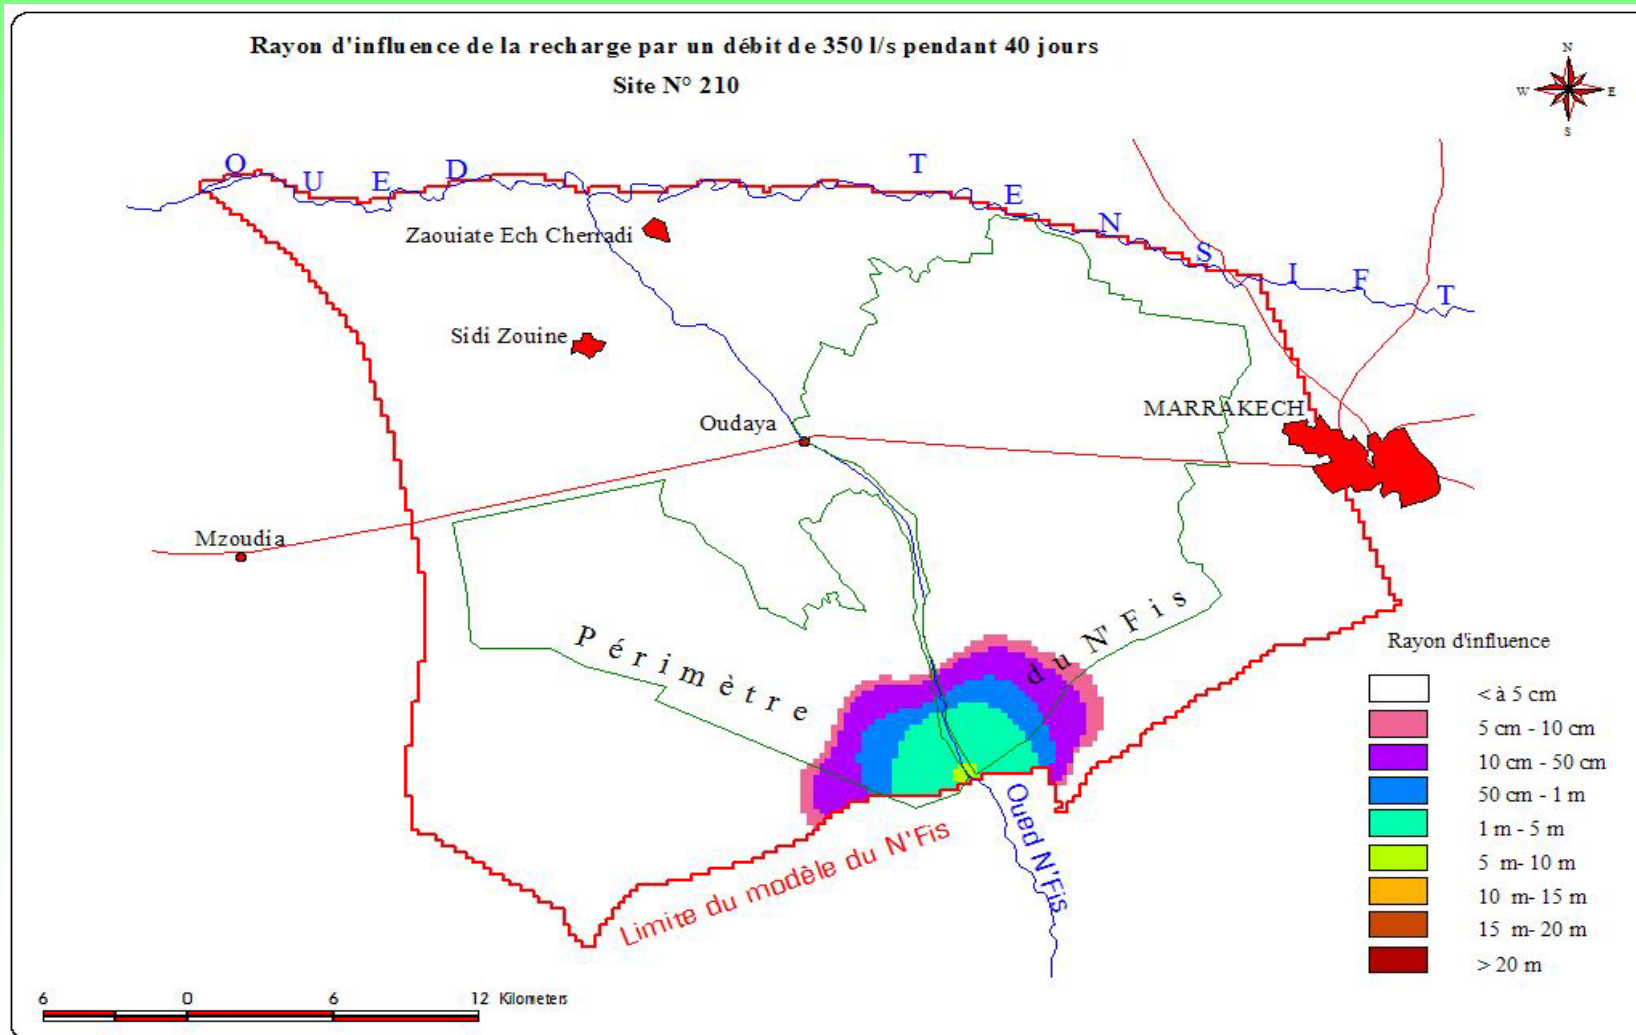 Rayon d'influence de la recharge par un débit de 350 l/s pendant 40 jours
Site N° 210
N
W E
S
OUED TENSIFT
Zaouiate Ech Cherradi
Sidi Zouine
MARRAKECH
Oudaya
Mzoudia
Périmètre du N'Fis
Oued N'Fis
Limite du modèle du N'Fis
Rayon d'influence
< à 5 cm
5 cm - 10 cm
10 cm - 50 cm
50 cm - 1 m
1 m - 5 m
5 m- 10 m
10 m- 15 m
15 m- 20 m
> 20 m
6 0 6 12 Kilometers